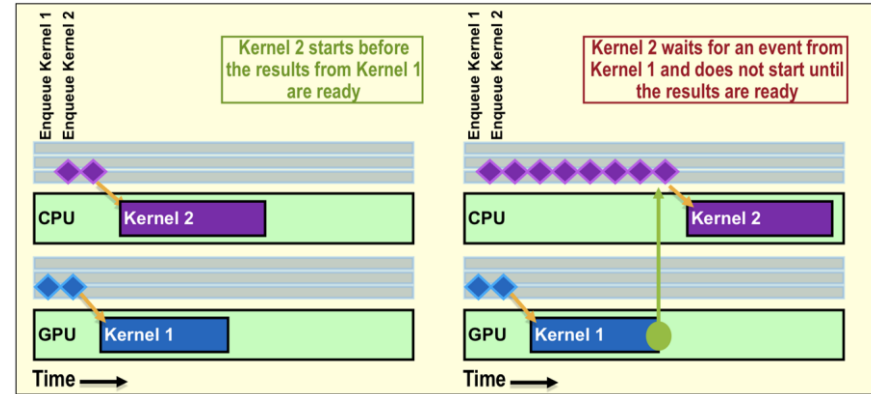 Enqueue Kernel 1
Enqueue Kernel 2
Kernel 2 starts before
the results from Kernel 1
are ready
CPU
Kernel 2
GPU
Kernel 1
Time
Enqueue Kernel 1
Enqueue Kernel 2
Kernel 2 waits for an event from
Kernel 1 and does not start until
the results are ready
CPU
Kernel 2
GPU
Kernel 1
Time